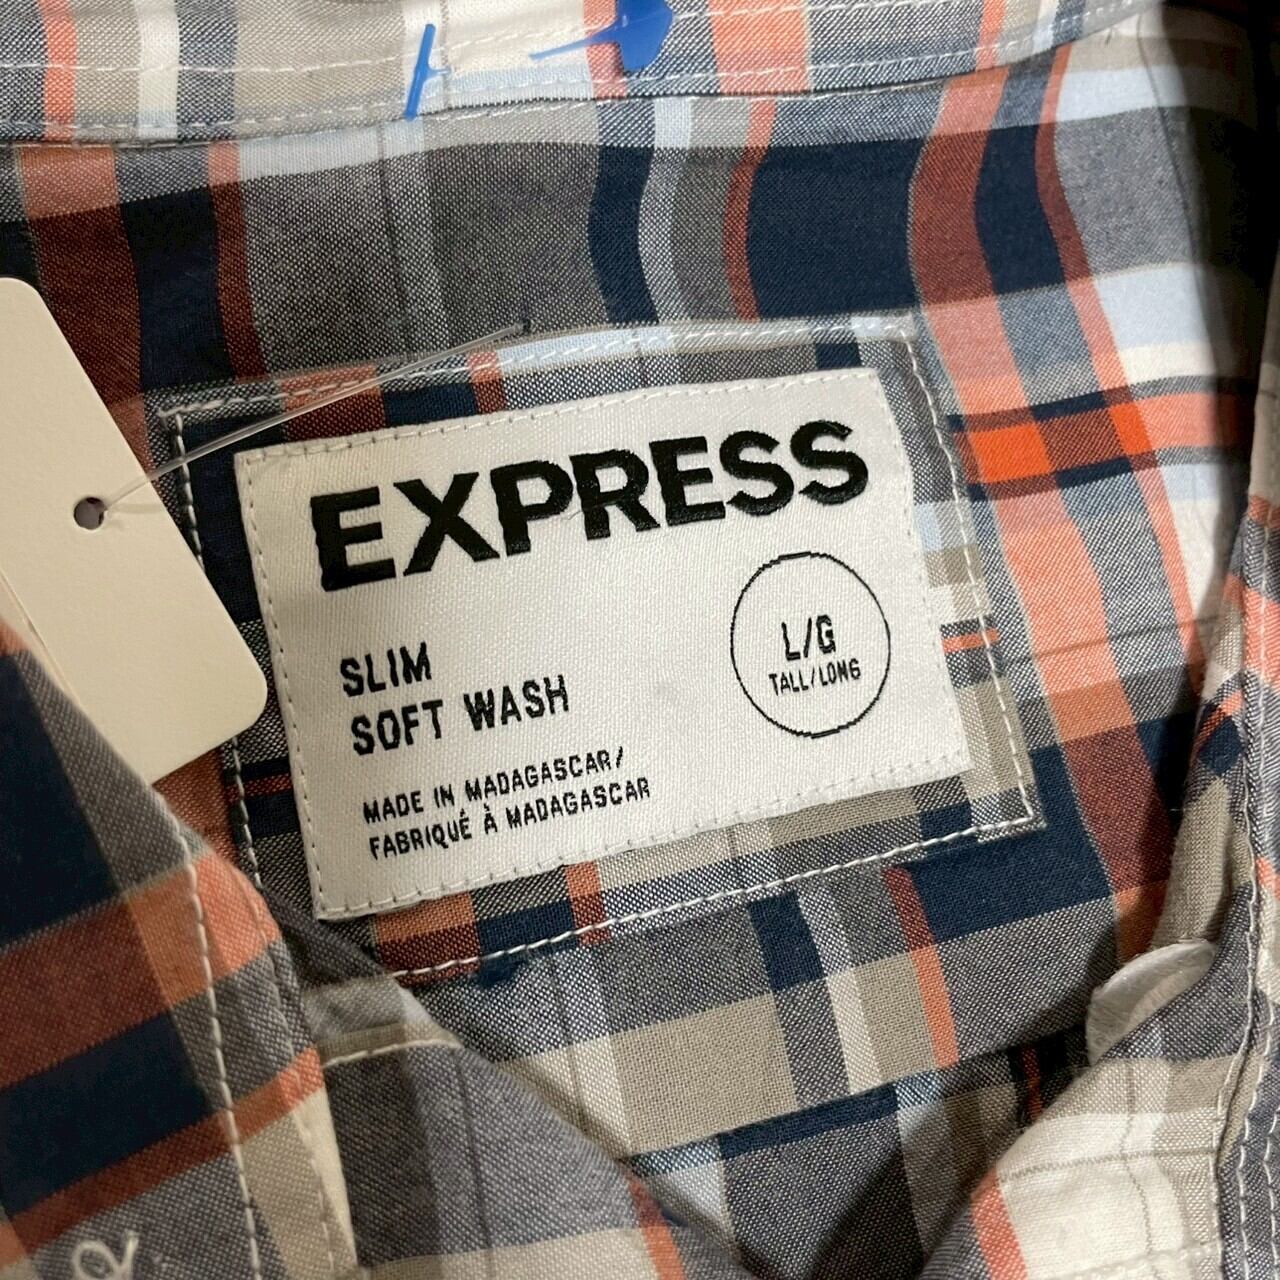 EXPRESS
SLIM
SOFT WASH
L/G
TALL/LONG
MADE IN MADAGASCAR/
FABRIQUÉ À MADAGASCAR